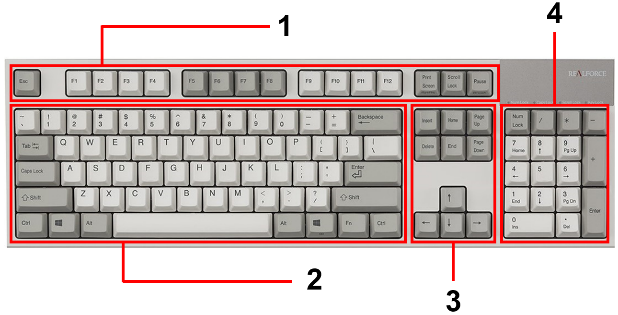 1
4
REALFORCE
Esc F1 F2 F3 F4 F5 F6 F7 F8 F9 F10 F11 F12 Print Screen Scroll Lock Pause
~ ` ! 1 @ 2 # 3 $ 4 % 5 ^ 6 & 7 * 8 ( 9 ) 0 _ - + = Backspace ← Insert Home Page Up Num Lock / * −
Tab Q W E R T Y U I O P { [ } ] | \ Delete End Page Down 7 Home 8 ↑ 9 Pg Up +
Caps Lock A S D F G H J K L : ; " ' Enter 4 ← 5 6 →
⇧ Shift Z X C V B N M < , > . ? / ⇧ Shift ↑ 1 End 2 ↓ 3 Pg Dn Enter
Ctrl Alt Alt Fn Ctrl ← ↓ → 0 Ins . Del
2
3